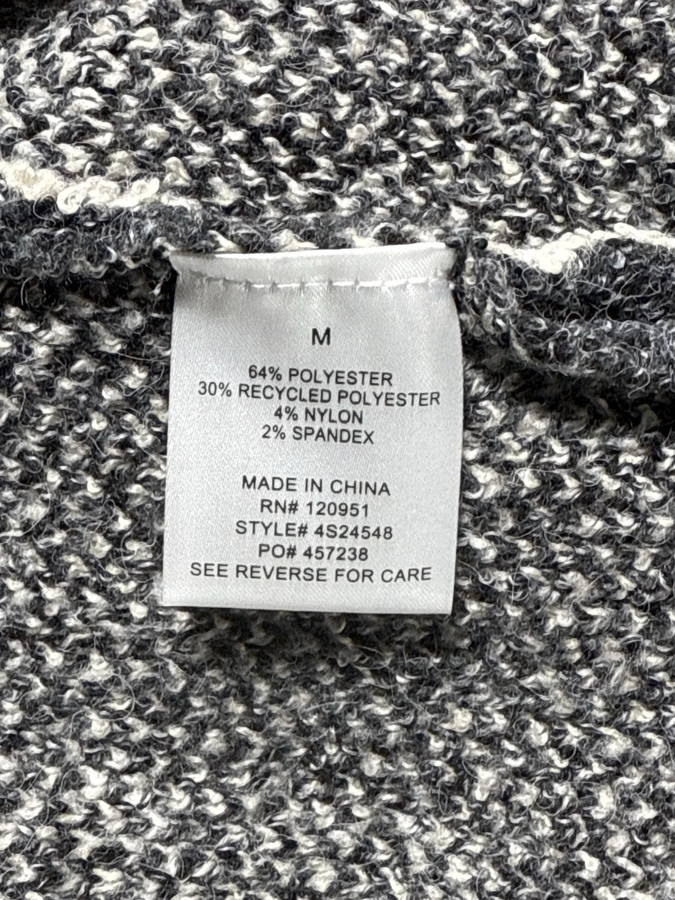 M
64% POLYESTER
30% RECYCLED POLYESTER
4% NYLON
2% SPANDEX
MADE IN CHINA
RN# 120951
STYLE# 4S24548
PO# 457238
SEE REVERSE FOR CARE